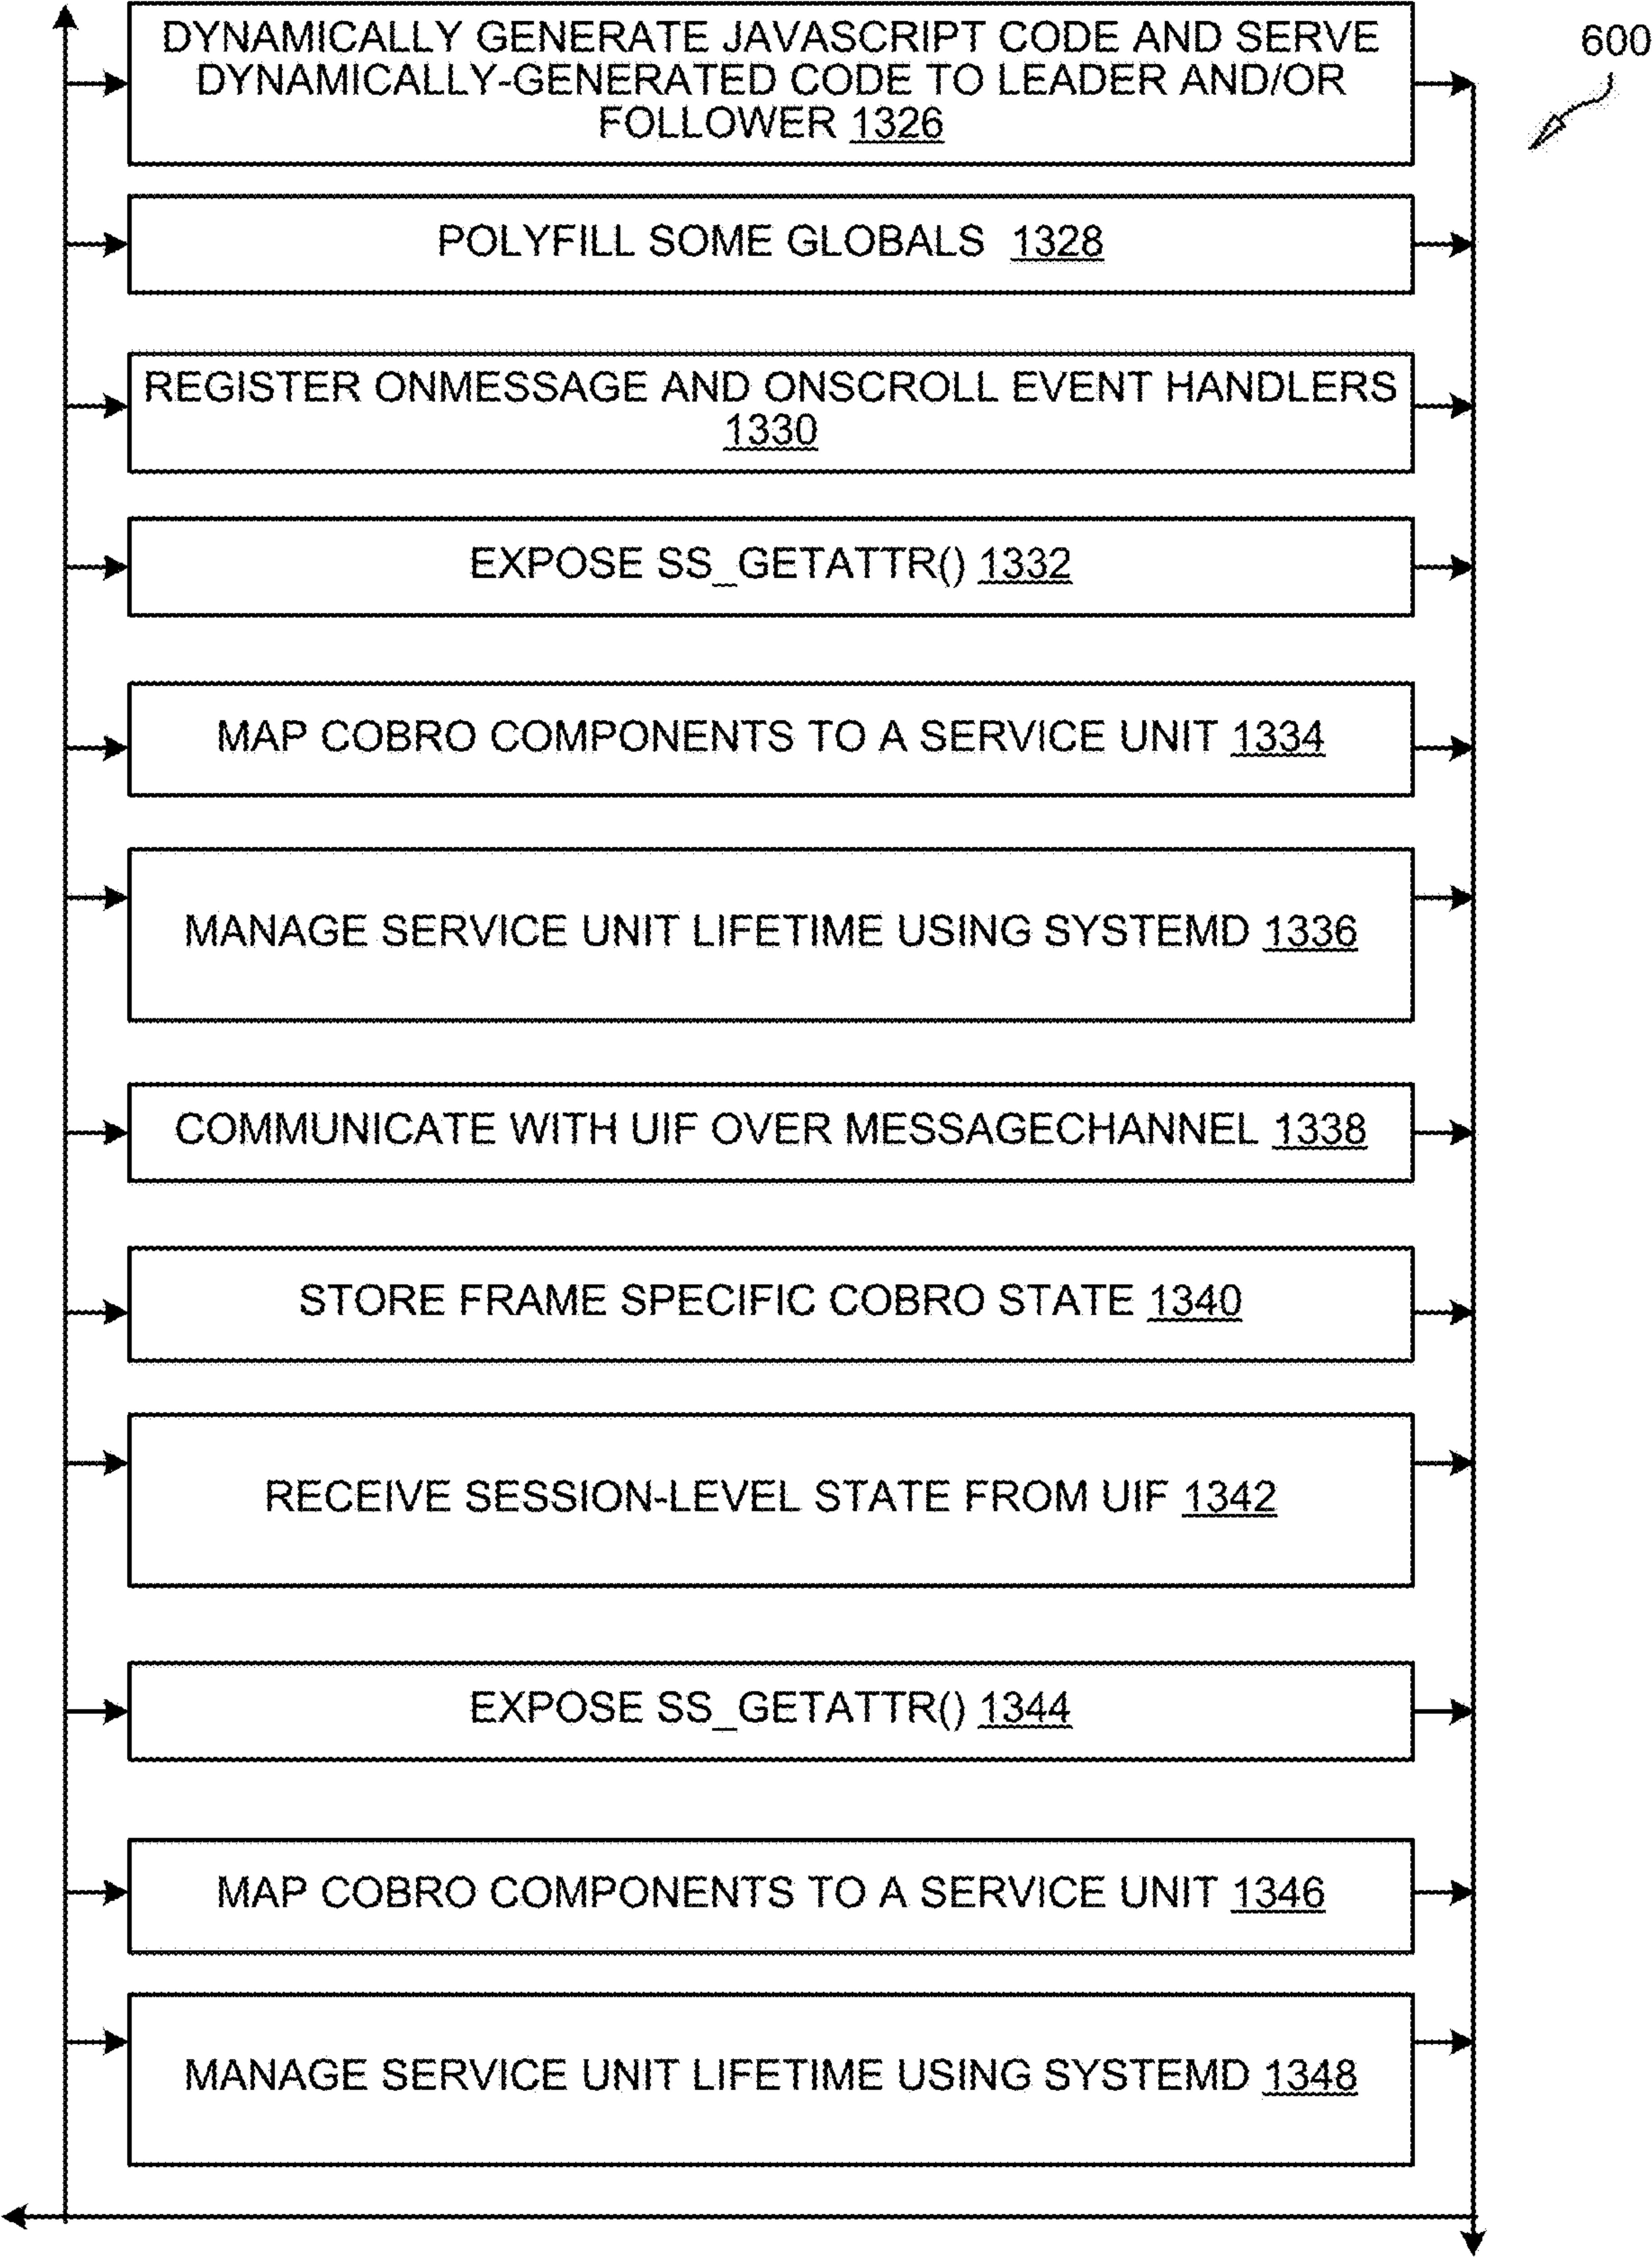 DYNAMICALLY GENERATE JAVASCRIPT CODE AND SERVE
DYNAMICALLY-GENERATED CODE TO LEADER AND/OR
FOLLOWER 1326
600
POLYFILL SOME GLOBALS 1328
REGISTER ONMESSAGE AND ONSCROLL EVENT HANDLERS
1330
EXPOSE SS_GETATTR() 1332
MAP COBRO COMPONENTS TO A SERVICE UNIT 1334
MANAGE SERVICE UNIT LIFETIME USING SYSTEMD 1336
COMMUNICATE WITH UIF OVER MESSAGECHANNEL 1338
STORE FRAME SPECIFIC COBRO STATE 1340
RECEIVE SESSION-LEVEL STATE FROM UIF 1342
EXPOSE SS_GETATTR() 1344
MAP COBRO COMPONENTS TO A SERVICE UNIT 1346
MANAGE SERVICE UNIT LIFETIME USING SYSTEMD 1348